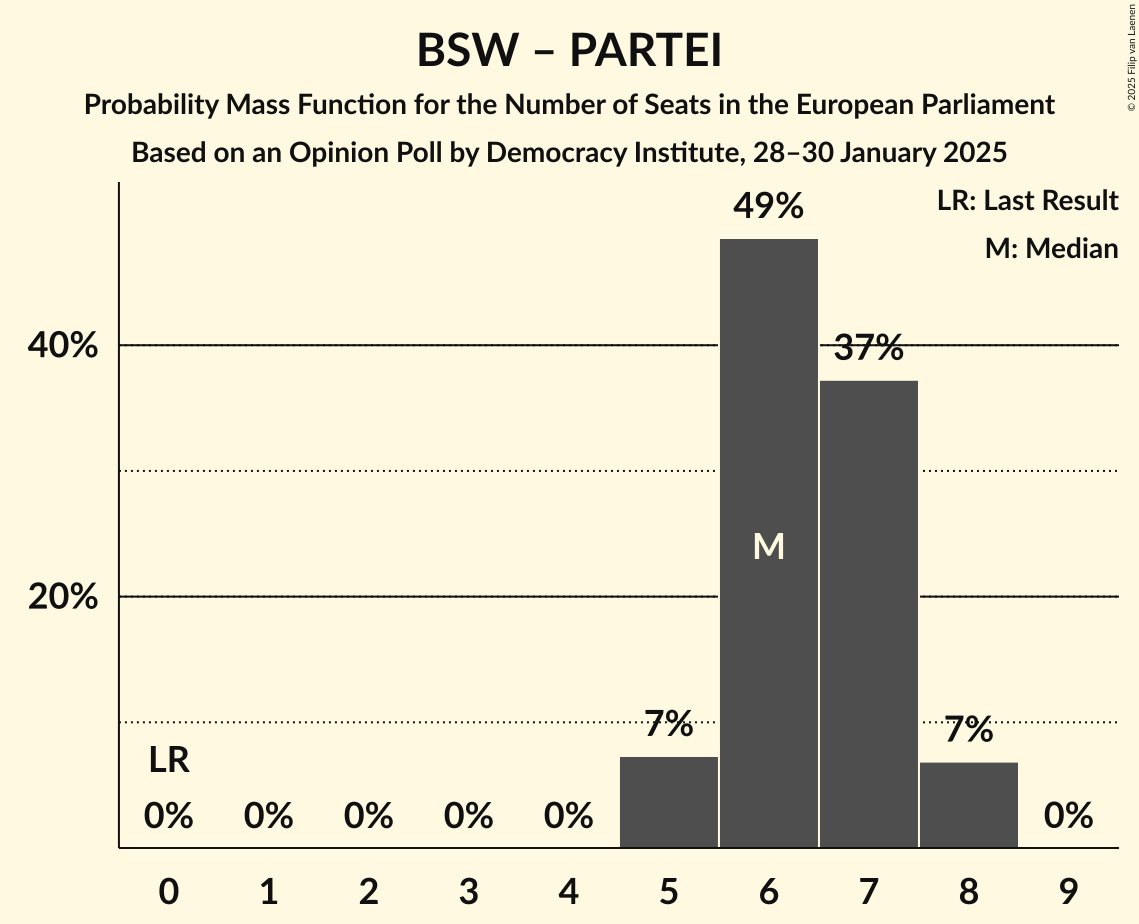 BSW – PARTEI
Probability Mass Function for the Number of Seats in the European Parliament
Based on an Opinion Poll by Democracy Institute, 28–30 January 2025
© 2025 Filip van Laenen
LR: Last Result
M: Median
49%
40%
37%
M
20%
7%
7%
LR
0%
0%
0%
0%
0%
0%
0
1
2
3
4
5
6
7
8
9